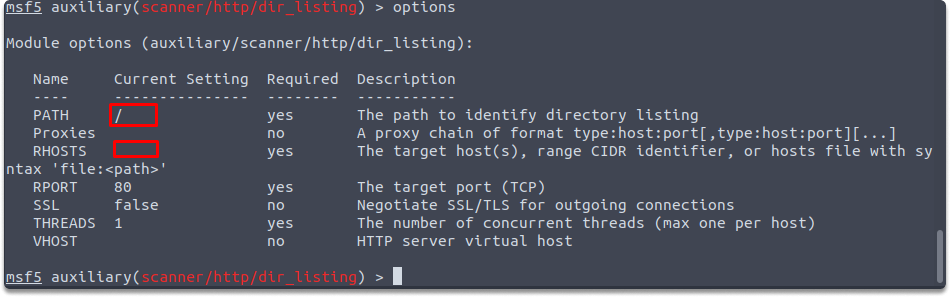 msf5 auxiliary(scanner/http/dir_listing) > options
Module options (auxiliary/scanner/http/dir_listing):
Name     Current Setting  Required  Description
----     ---------------  --------  -----------
PATH     /                yes       The path to identify directory listing
Proxies                   no        A proxy chain of format type:host:port[,type:host:port][...]
RHOSTS                    yes       The target host(s), range CIDR identifier, or hosts file with sy
ntax 'file:<path>'
RPORT    80               yes       The target port (TCP)
SSL      false            no        Negotiate SSL/TLS for outgoing connections
THREADS  1                yes       The number of concurrent threads (max one per host)
VHOST                     no        HTTP server virtual host
msf5 auxiliary(scanner/http/dir_listing) >